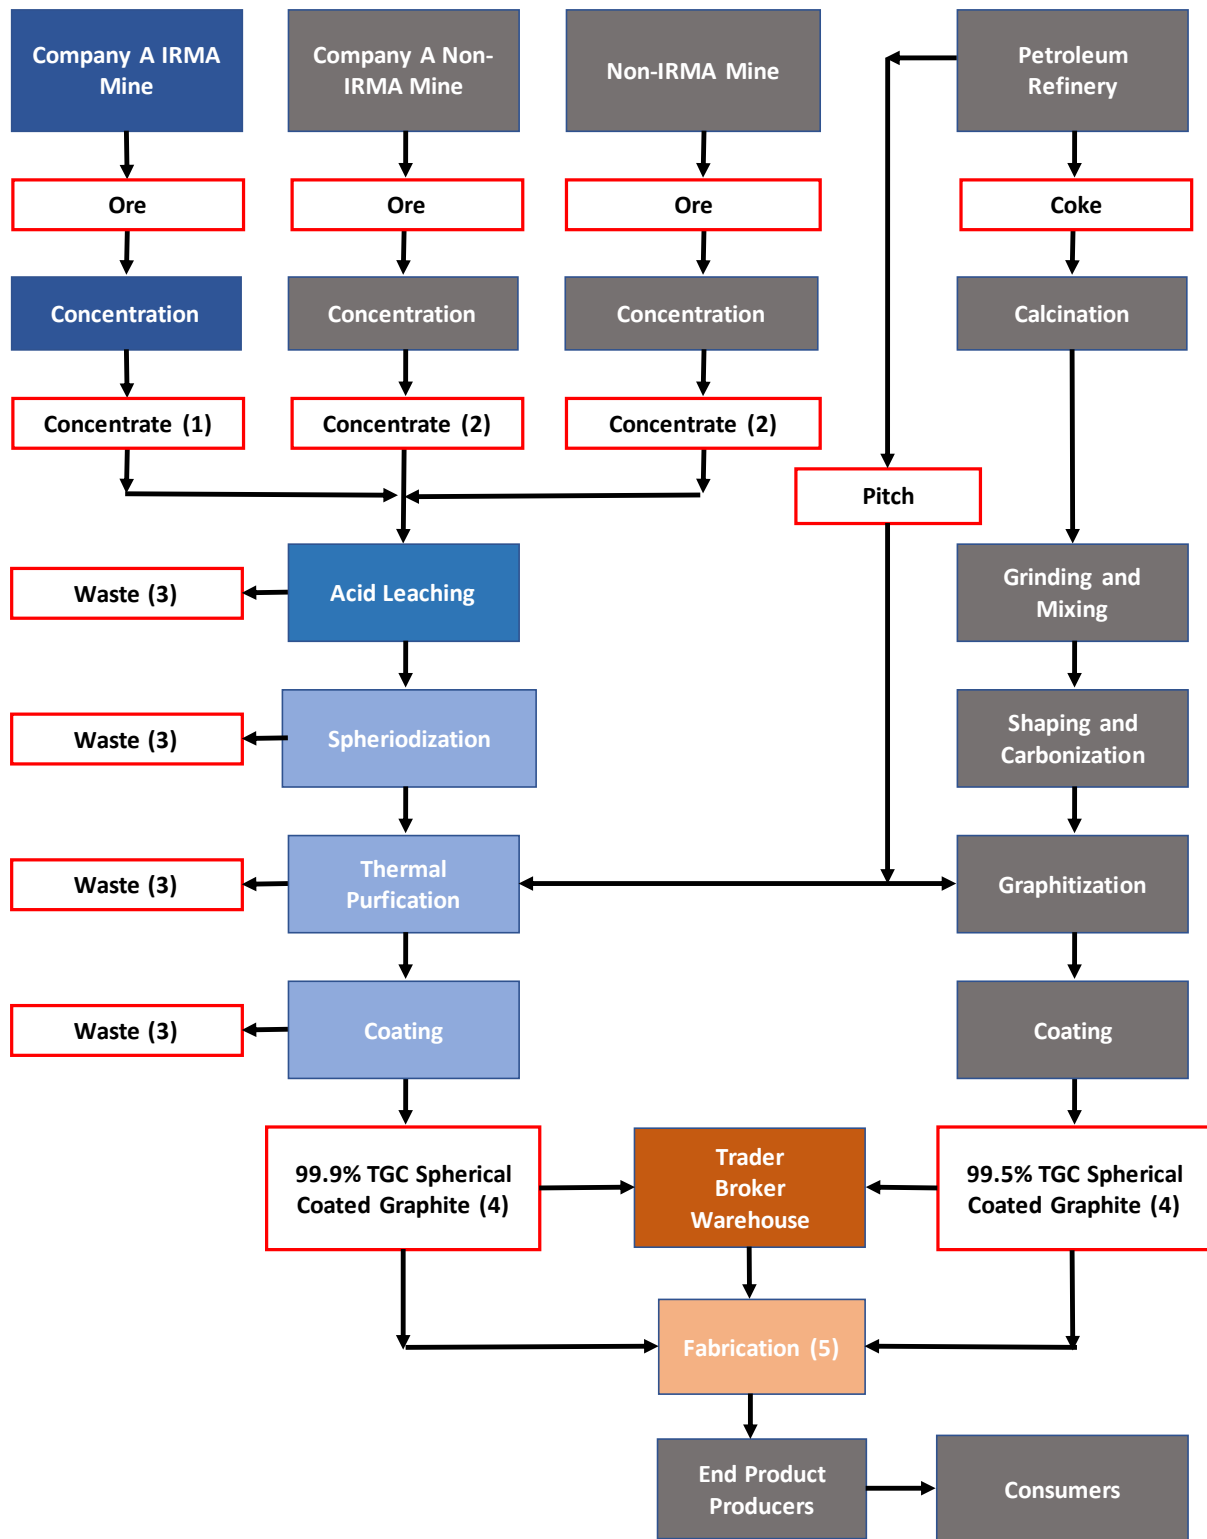 Company A IRMA
Mine
Company A Non-
IRMA Mine
Non-IRMA Mine
Petroleum
Refinery
Ore
Ore
Ore
Coke
Concentration
Concentration
Concentration
Calcination
Concentrate (1)
Concentrate (2)
Concentrate (2)
Pitch
Waste (3)
Acid Leaching
Grinding and
Mixing
Waste (3)
Spheriodization
Shaping and
Carbonization
Waste (3)
Thermal
Purfication
Graphitization
Waste (3)
Coating
Coating
99.9% TGC Spherical
Coated Graphite (4)
Trader
Broker
Warehouse
99.5% TGC Spherical
Coated Graphite (4)
Fabrication (5)
End Product
Producers
Consumers